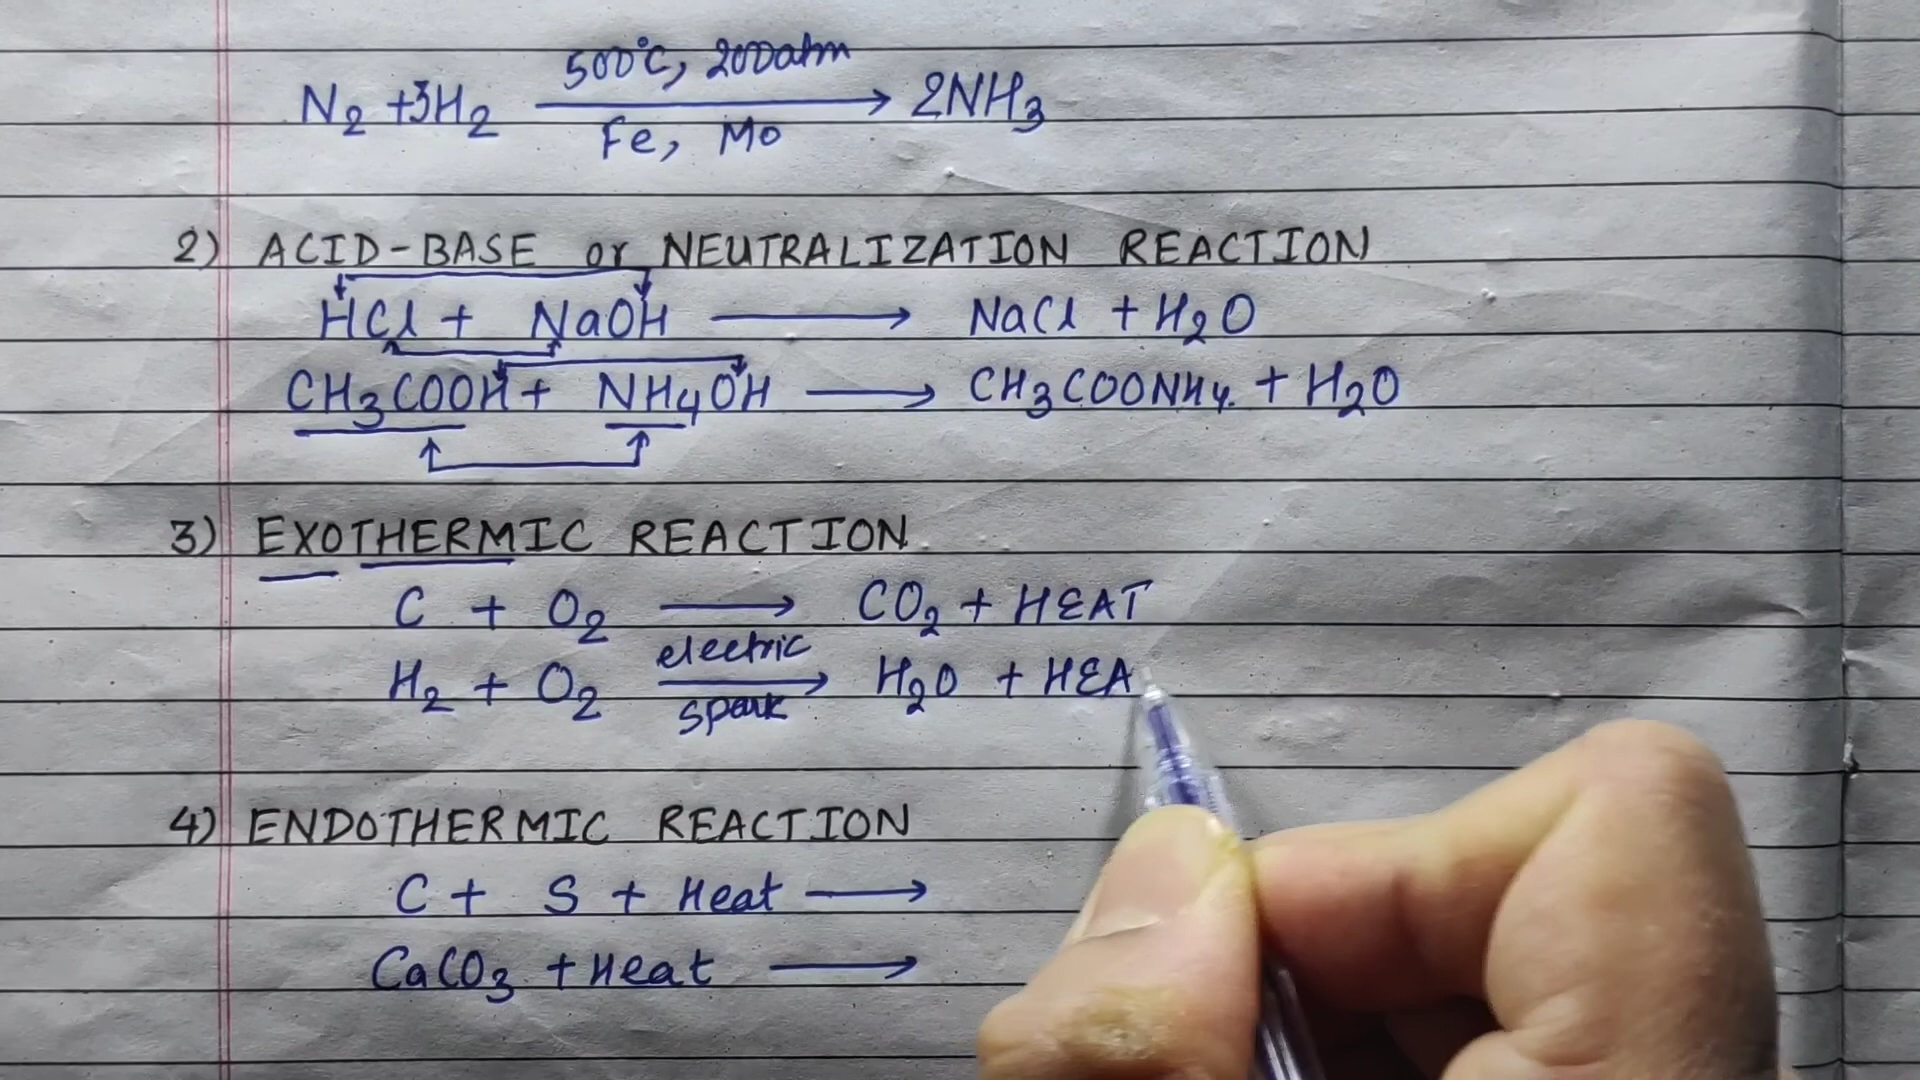 500°C, 200atm
N2 + 3H2 ⟶ 2NH3
Fe, Mo
2) ACID-BASE or NEUTRALIZATION REACTION
HCl + NaOH ⟶ NaCl + H2O
CH3COOH + NH4OH ⟶ CH3COONH4 + H2O
3) EXOTHERMIC REACTION
C + O2 ⟶ CO2 + HEAT
electric
H2 + O2 ⟶ H2O + HEA
spark
4) ENDOTHERMIC REACTION
C + S + Heat ⟶
CaCO3 + Heat ⟶